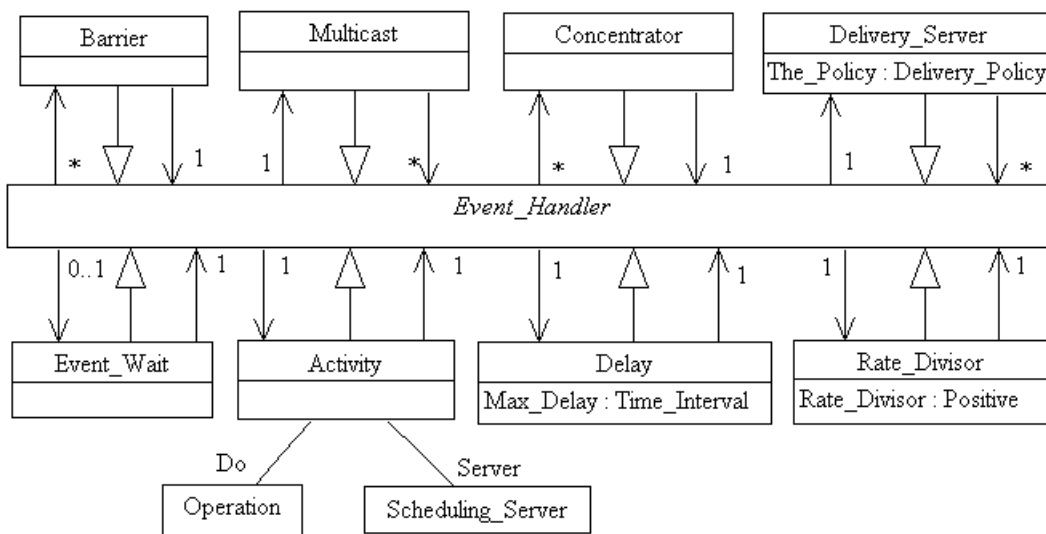 Barrier
Multicast
Concentrator
Delivery_Server
The_Policy : Delivery_Policy
* 1 1 * * 1 1 *
Event_Handler
0..1 1 1 1 1 1 1 1
Event_Wait
Activity
Delay
Rate_Divisor
Max_Delay : Time_Interval
Rate_Divisor : Positive
Do
Server
Operation
Scheduling_Server